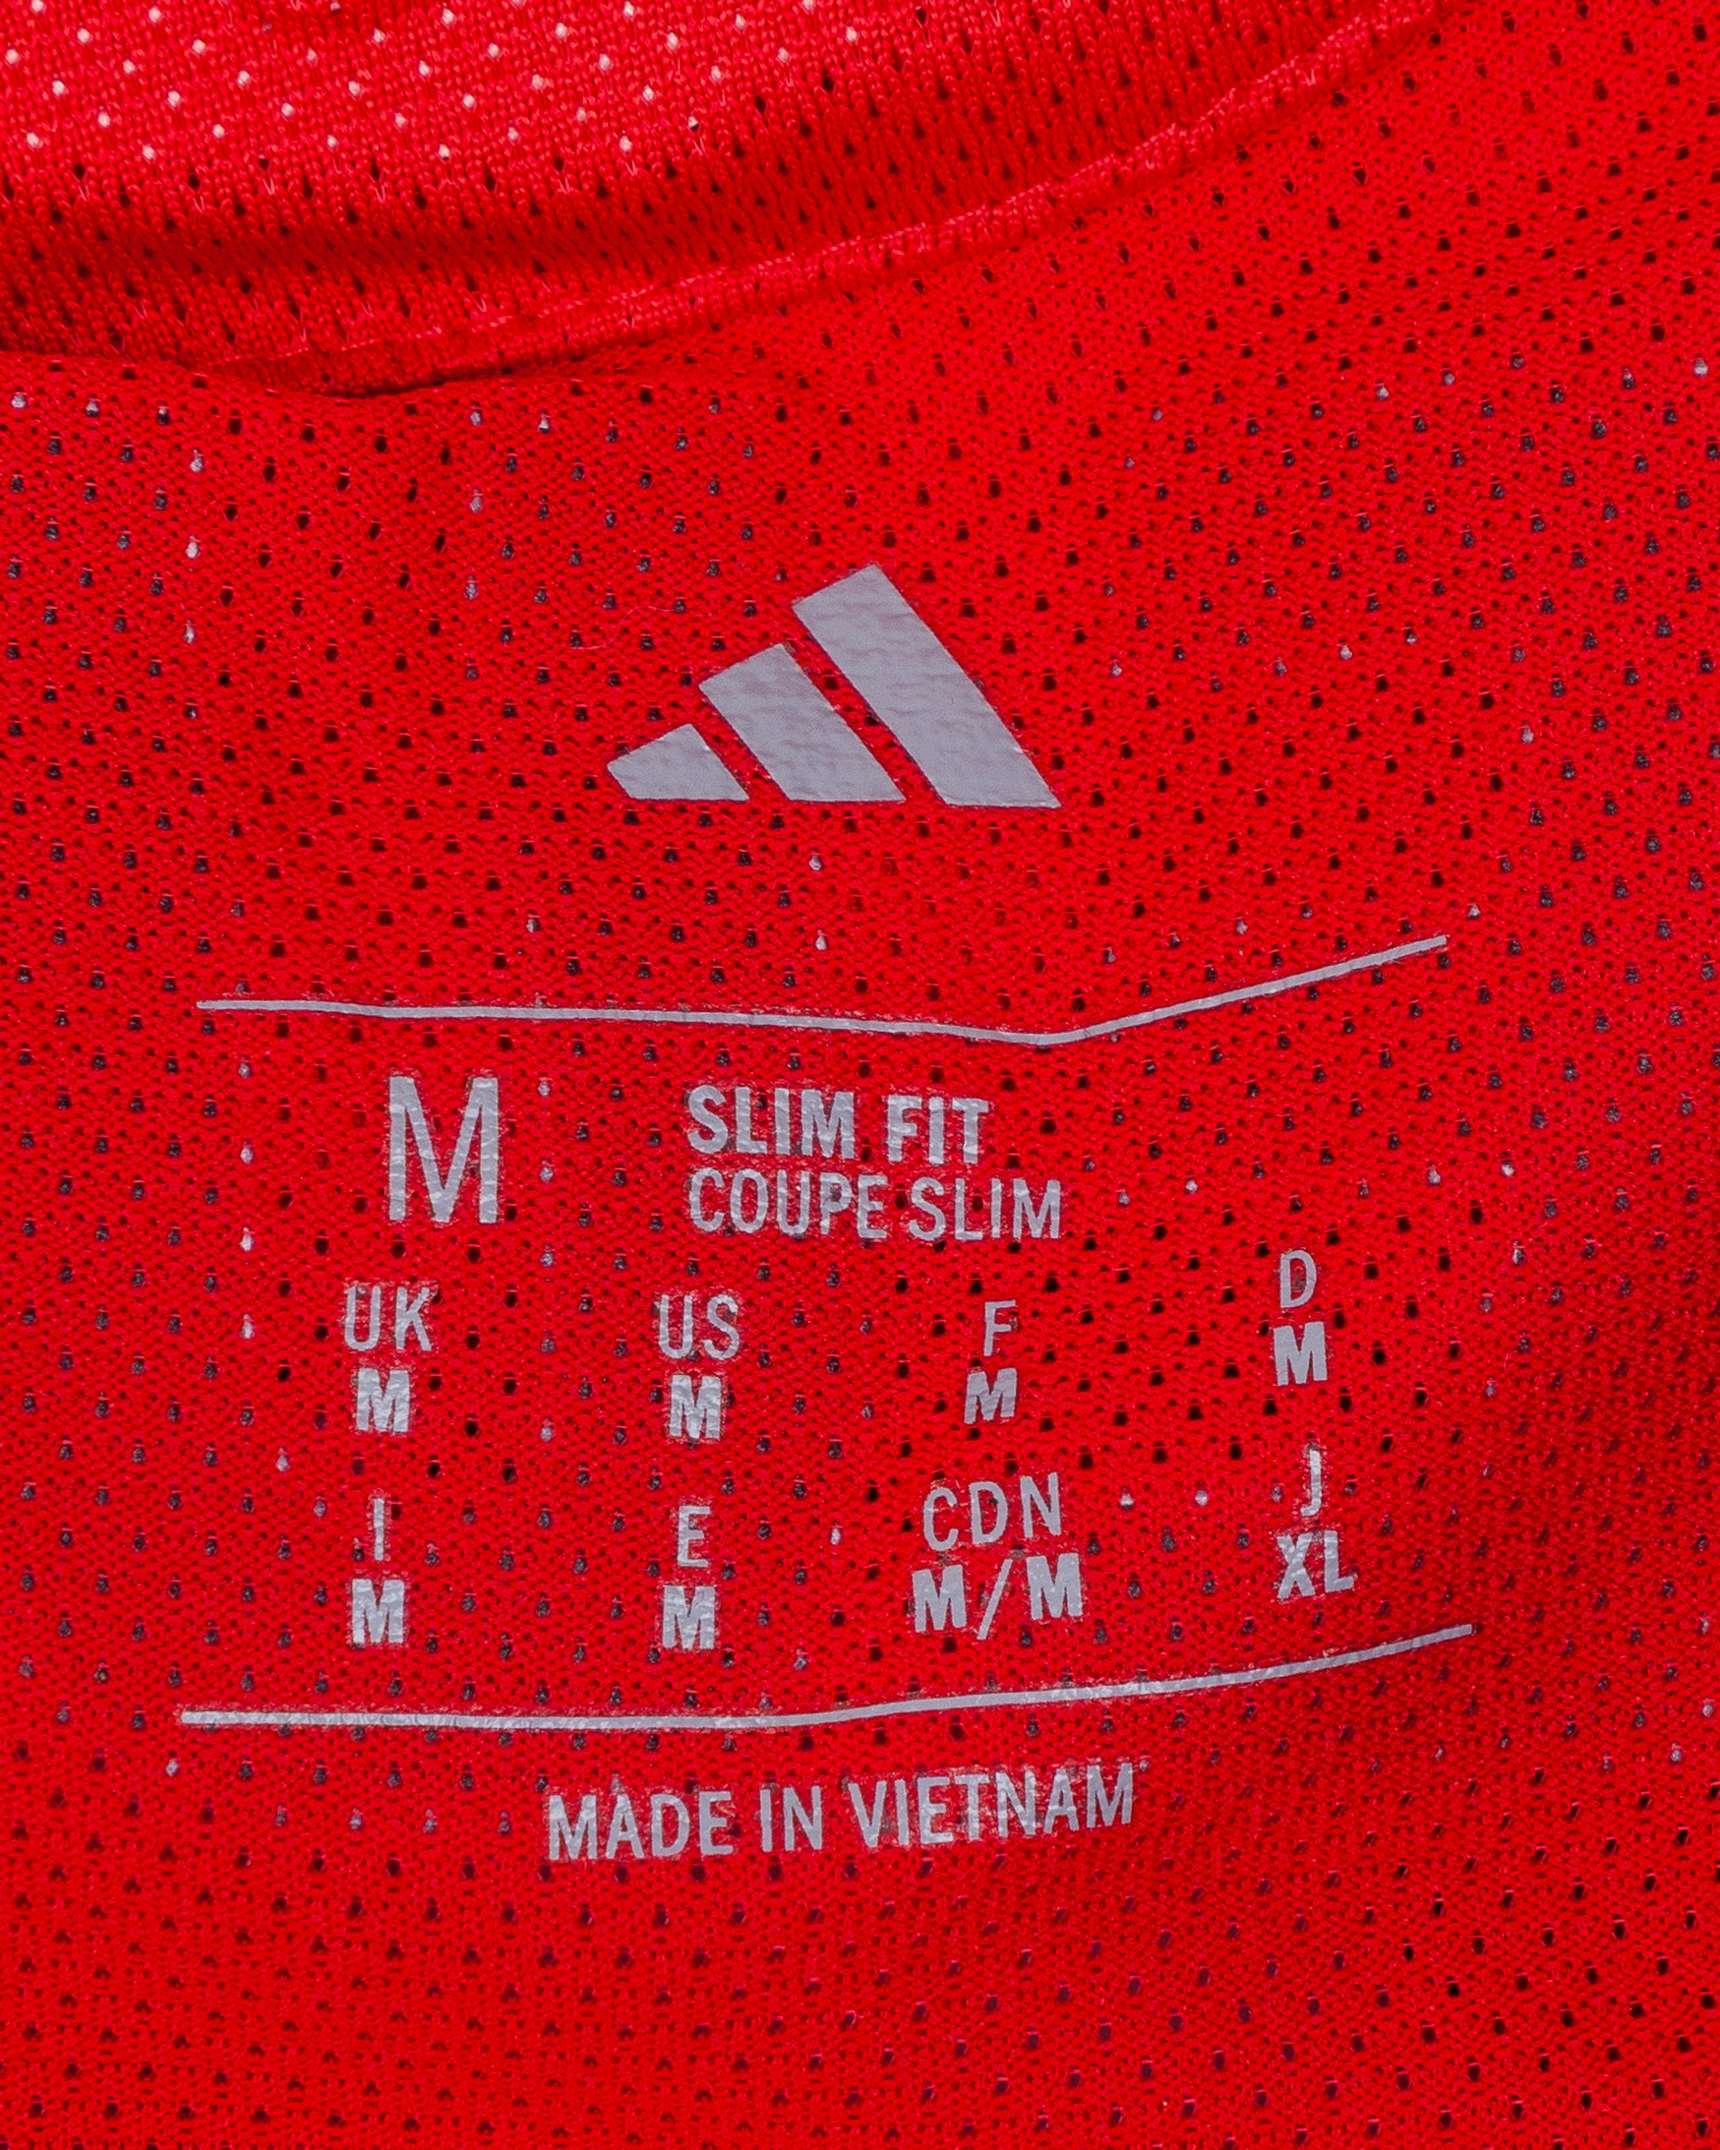 M
SLIM FIT
COUPE SLIM
UK US F D
M M M M
I E CDN J
M M M/M XL
MADE IN VIETNAM